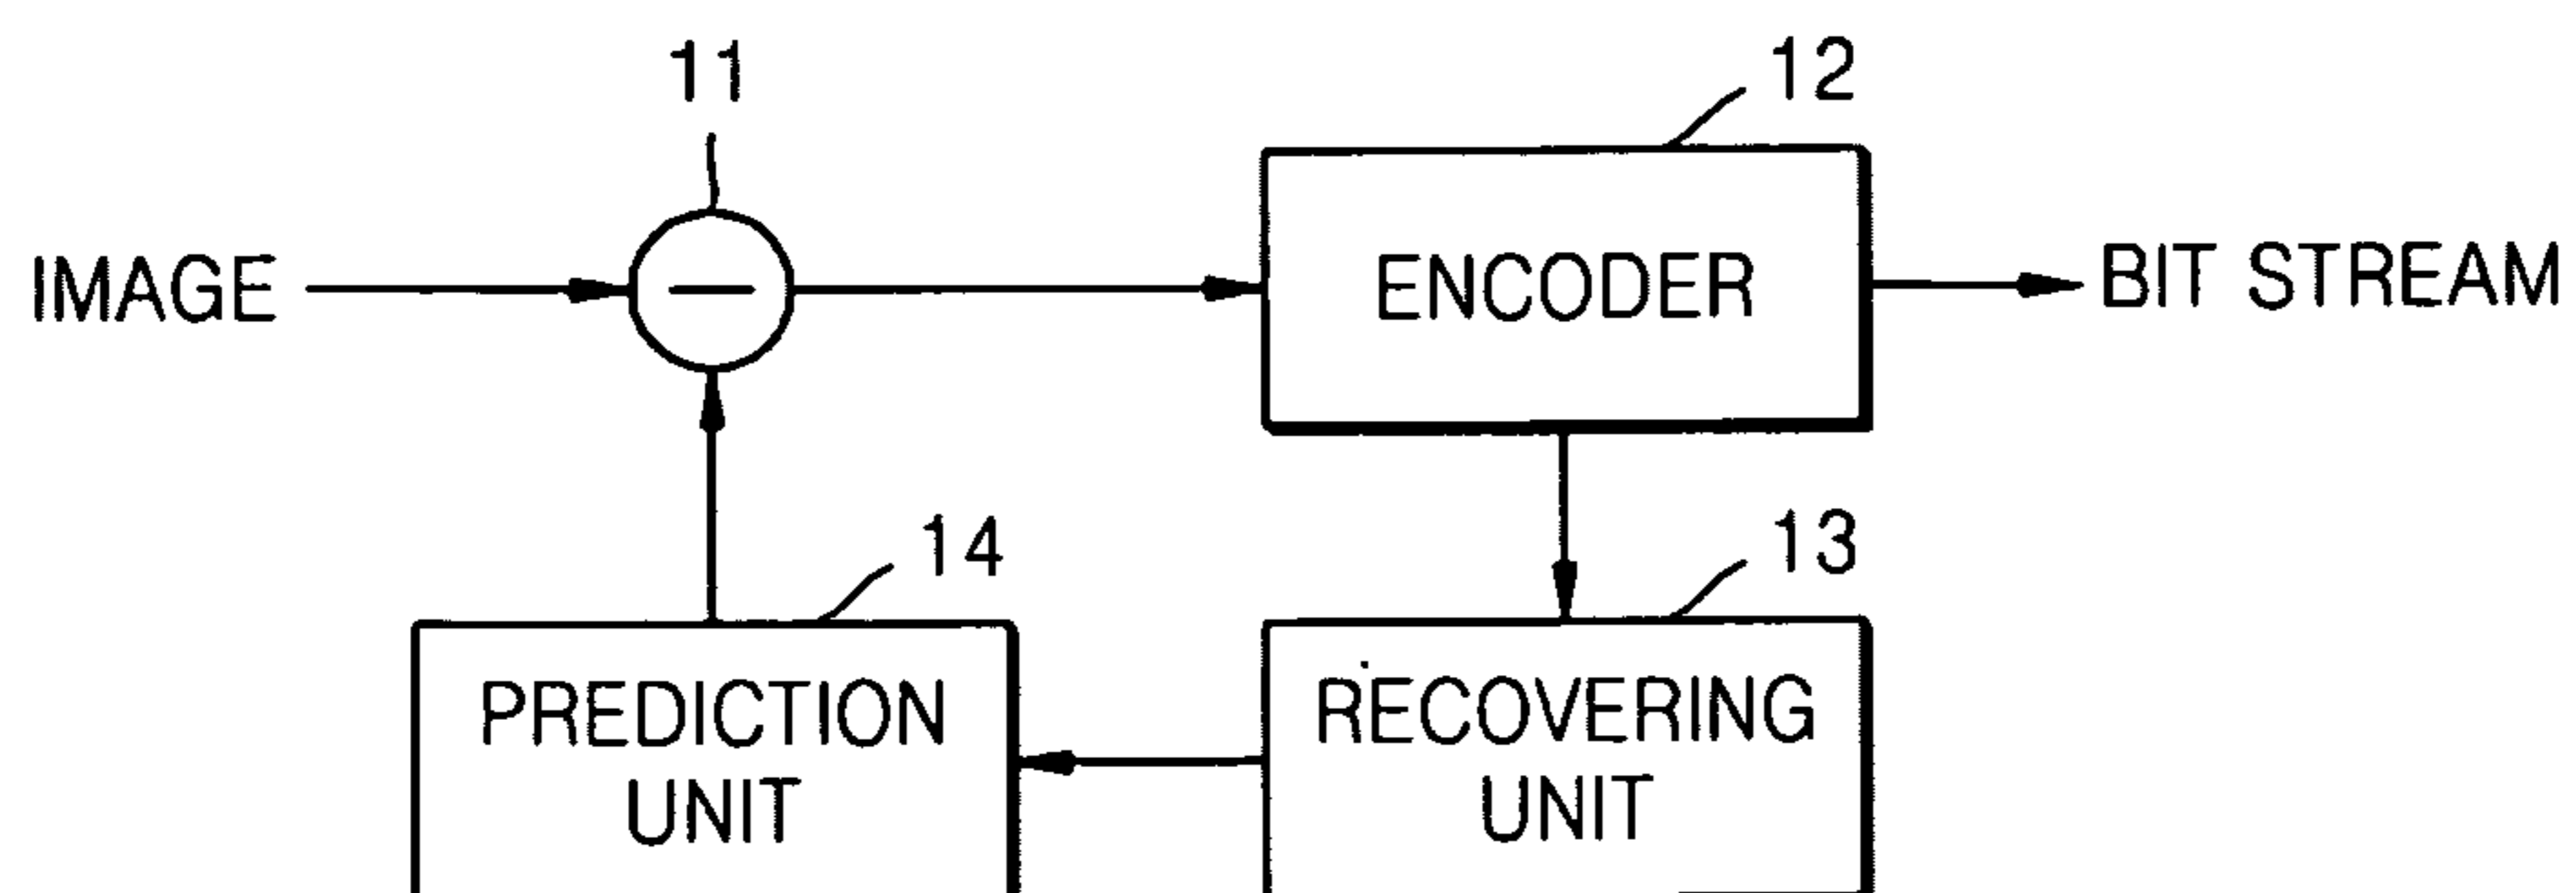 11
12
IMAGE
ENCODER
BIT STREAM
14
13
PREDICTION
UNIT
RECOVERING
UNIT